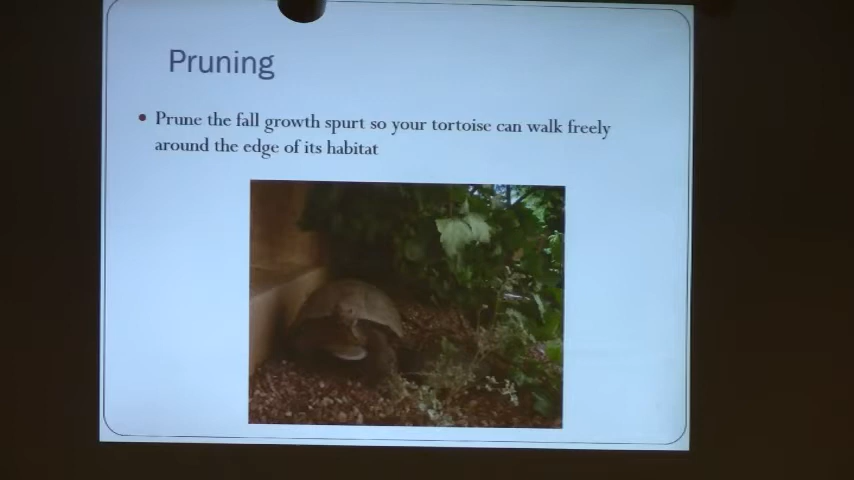 Pruning
• Prune the fall growth spurt so your tortoise can walk freely
around the edge of its habitat